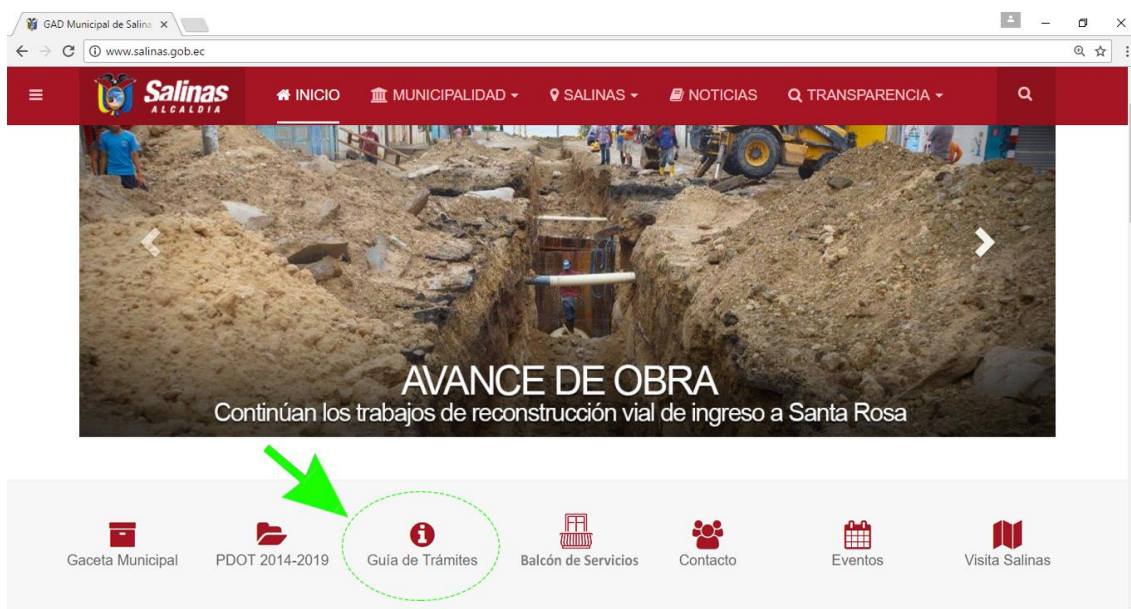 GAD Municipal de Salina
www.salinas.gob.ec
Salinas
ALCALDIA
INICIO
MUNICIPALIDAD
SALINAS
NOTICIAS
TRANSPARENCIA
AVANCE DE OBRA
Continúan los trabajos de reconstrucción vial de ingreso a Santa Rosa
Gaceta Municipal
PDOT 2014-2019
Guía de Trámites
Balcón de Servicios
Contacto
Eventos
Visita Salinas